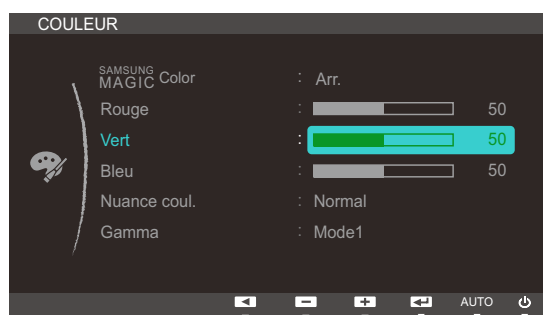 COULEUR
SAMSUNG MAGIC Color : Arr.
Rouge : 50
Vert : 50
Bleu : 50
Nuance coul. : Normal
Gamma : Mode1
AUTO